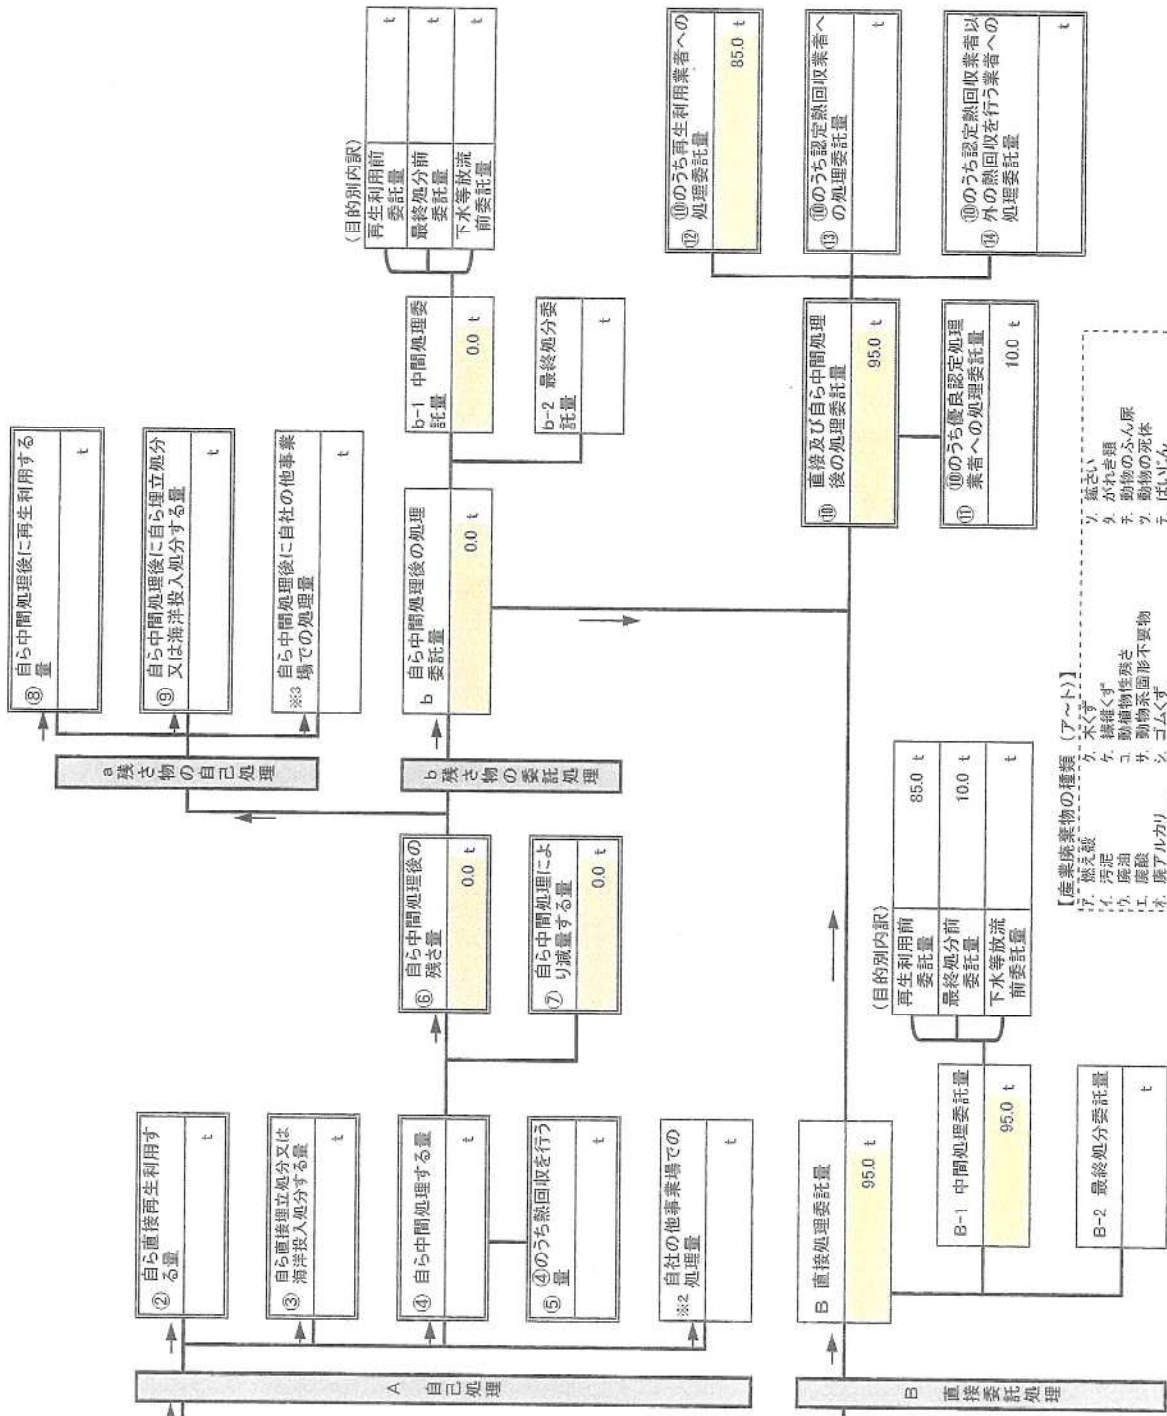 ② 自ら直接再生利用す
る量
t
③ 自ら直接埋立処分又は
海洋投入処分する量
t
④ 自ら中間処理する量
t
⑤ ④のうち熱回収を行う
量
t
※2 自社の他事業場での
処理量
t
A 自己処理
⑥ 自ら中間処理後の
残さ量
0.0 t
⑦ 自ら中間処理によ
り減量する量
0.0 t
a 残さ物の自己処理
⑧ 自ら中間処理後に再生利用する
量
t
⑨ 自ら中間処理後に自ら埋立処分
又は海洋投入処分する量
t
※3 自ら中間処理後に自社の他事業
場での処理量
t
b 残さ物の委託処理
b 自ら中間処理後の処理
委託量
0.0 t
b-1 中間処理委
託量
0.0 t
b-2 最終処分委
託量
t
(目的別内訳)
再生利用前
委託量
t
最終処分前
委託量
t
下水等放流
前委託量
t
B 直接委託処理
B 直接処理委託量
95.0 t
B-1 中間処理委託量
95.0 t
B-2 最終処分委託量
t
(目的別内訳)
再生利用前
委託量
85.0 t
最終処分前
委託量
10.0 t
下水等放流
前委託量
t
⑩ 直接及び自ら中間処理
後の処理委託量
95.0 t
⑪ ⑩のうち優良認定処理
業者への処理委託量
10.0 t
⑫ ⑩のうち再生利用業者への
処理委託量
85.0 t
⑬ ⑩のうち認定熱回収業者へ
の処理委託量
t
⑭ ⑩のうち認定熱回収業者以
外の熱回収を行う業者への
処理委託量
t
【産業廃棄物の種類 (ア～ト)】
ア. 燃え殻
イ. 汚泥
ウ. 廃油
エ. 廃酸
オ. 廃アルカリ
ク. 木くず
ケ. 繊維くず
コ. 動植物性残さ
サ. 動物系固形不要物
シ. ゴムくず
ソ. 鉱さい
タ. がれき類
チ. 動物のふん尿
ツ. 動物の死体
テ. ばいじん